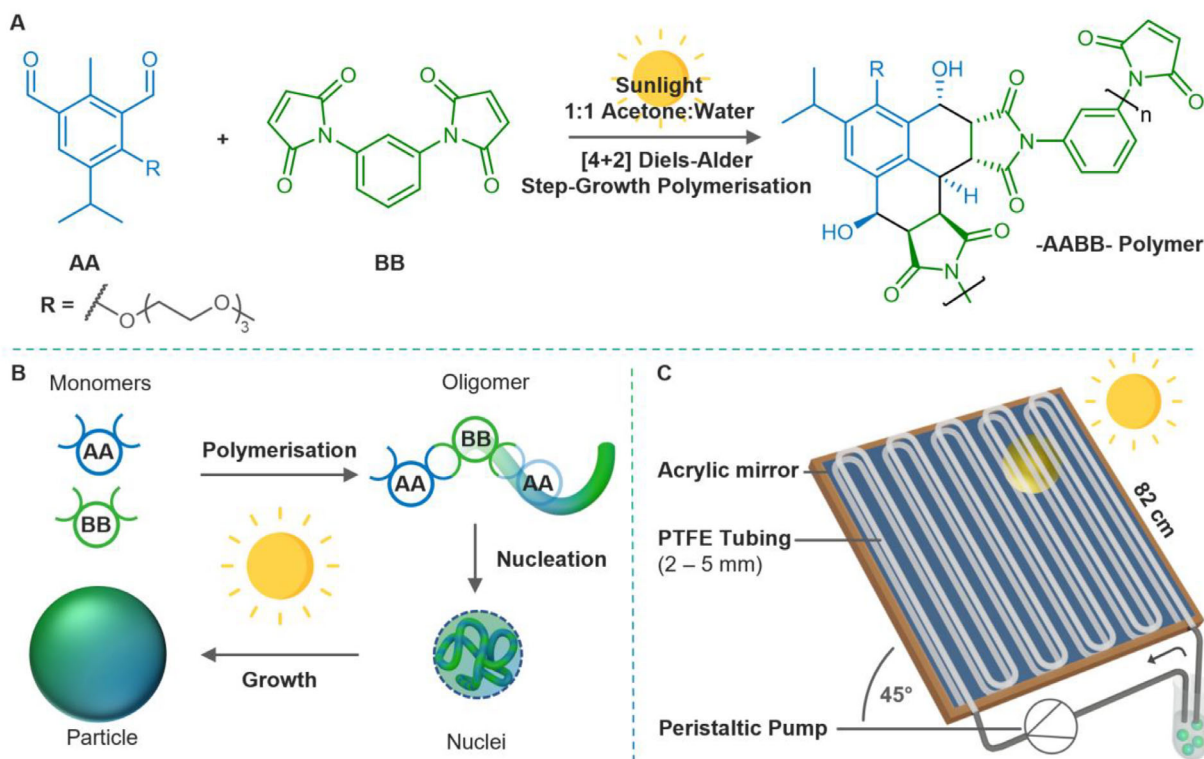 A
O
O
R
AA
R =
O
O
3
+
O
O
N
N
O
O
BB
Sunlight
1:1 Acetone:Water
[4+2] Diels-Alder
Step-Growth Polymerisation
R
OH
O
N
O
H
HO
O
N
O
O
N
O
n
-AABB- Polymer
B
Monomers
AA
BB
Polymerisation
Oligomer
AA
BB
AA
Nucleation
Nuclei
Growth
Particle
C
Acrylic mirror
PTFE Tubing
(2 – 5 mm)
82 cm
45°
Peristaltic Pump